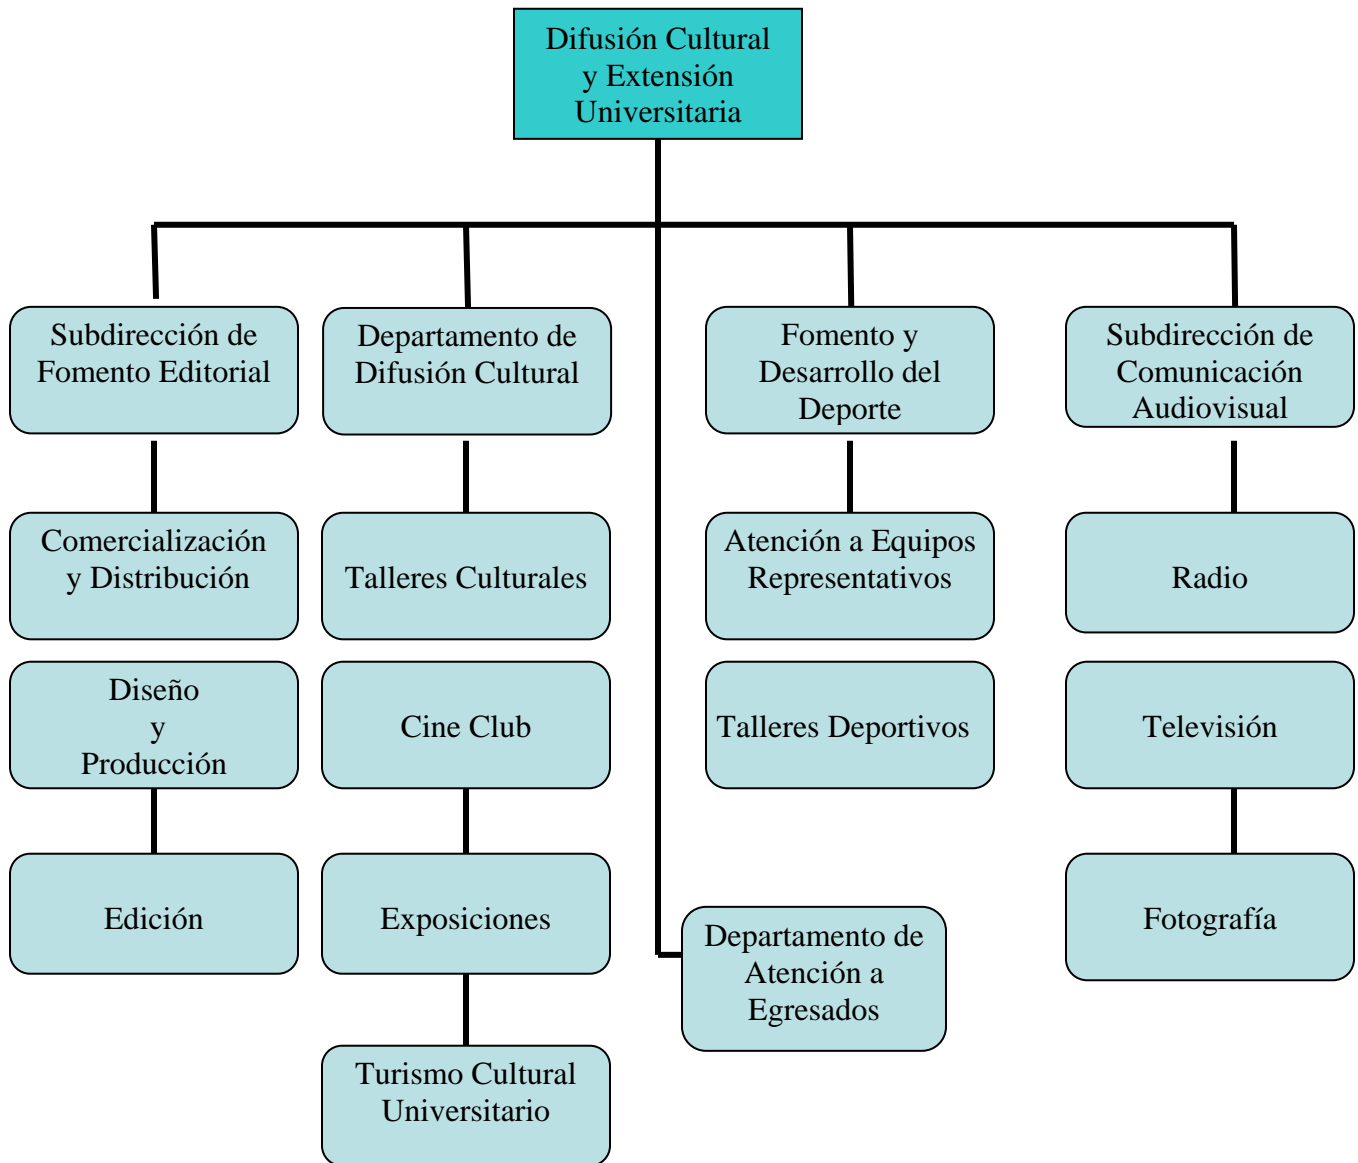 Difusión Cultural
y Extensión
Universitaria
Subdirección de
Fomento Editorial
Departamento de
Difusión Cultural
Fomento y
Desarrollo del
Deporte
Subdirección de
Comunicación
Audiovisual
Comercialización
y Distribución
Talleres Culturales
Atención a Equipos
Representativos
Radio
Diseño
y
Producción
Cine Club
Talleres Deportivos
Televisión
Edición
Exposiciones
Departamento de
Atención a
Egresados
Fotografía
Turismo Cultural
Universitario